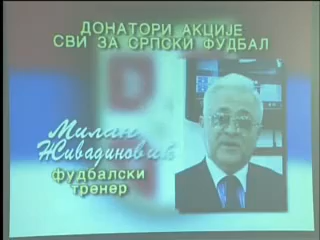 ДОНАТОРИ АКЦИЈЕ
СВИ ЗА СРПСКИ ФУДБАЛ
Милан
Живадиновић
фудбалски
тренер